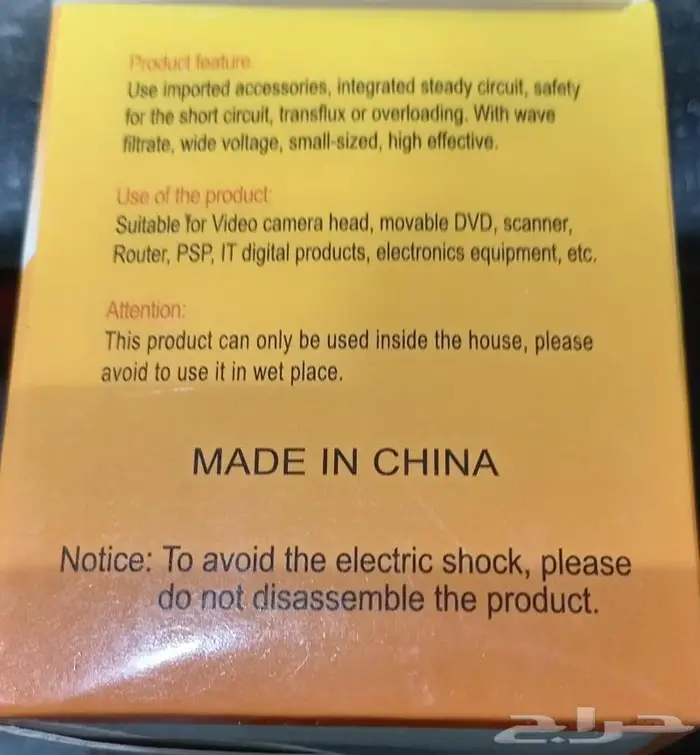 Product feature:
Use imported accessories, integrated steady circuit, safety
for the short circuit, transflux or overloading. With wave
filtrate, wide voltage, small-sized, high effective.
Use of the product:
Suitable for Video camera head, movable DVD, scanner,
Router, PSP, IT digital products, electronics equipment, etc.
Attention:
This product can only be used inside the house, please
avoid to use it in wet place.
MADE IN CHINA
Notice: To avoid the electric shock, please
do not disassemble the product.
حراج